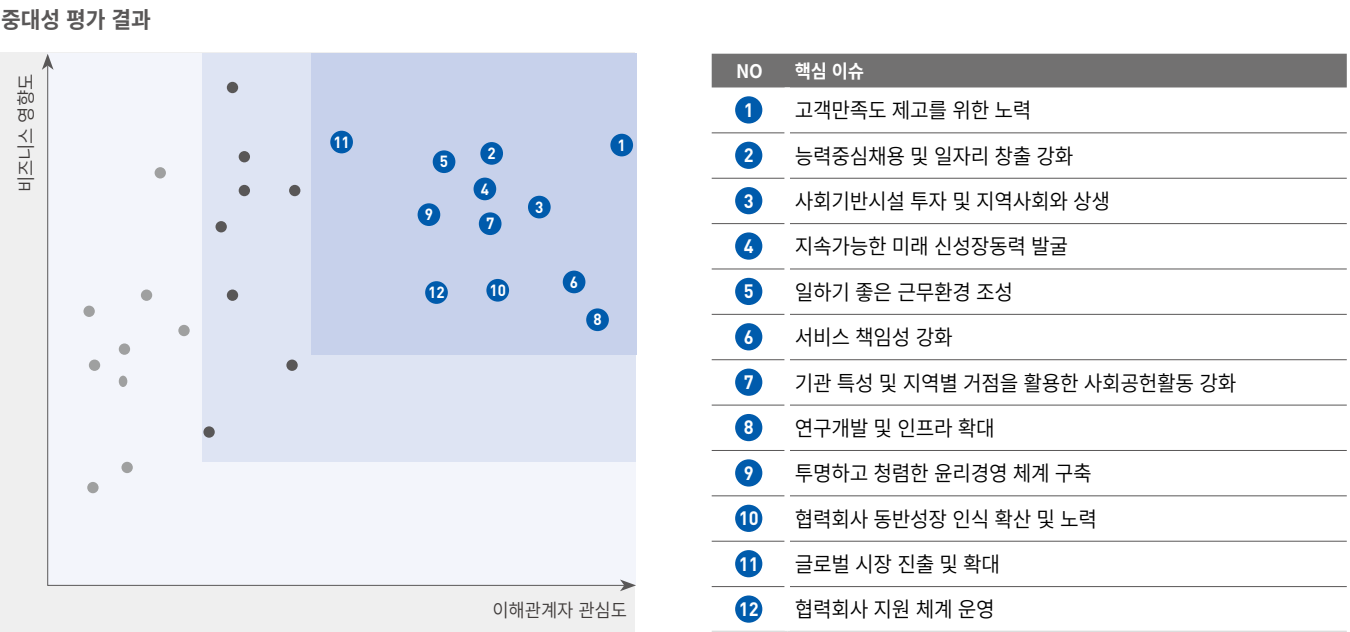 중대성 평가 결과
비즈니스 영향도
11
5
2
1
4
9
7
3
12
10
6
8
이해관계자 관심도
NO 핵심 이슈
1 고객만족도 제고를 위한 노력
2 능력중심채용 및 일자리 창출 강화
3 사회기반시설 투자 및 지역사회와 상생
4 지속가능한 미래 신성장동력 발굴
5 일하기 좋은 근무환경 조성
6 서비스 책임성 강화
7 기관 특성 및 지역별 거점을 활용한 사회공헌활동 강화
8 연구개발 및 인프라 확대
9 투명하고 청렴한 윤리경영 체계 구축
10 협력회사 동반성장 인식 확산 및 노력
11 글로벌 시장 진출 및 확대
12 협력회사 지원 체계 운영